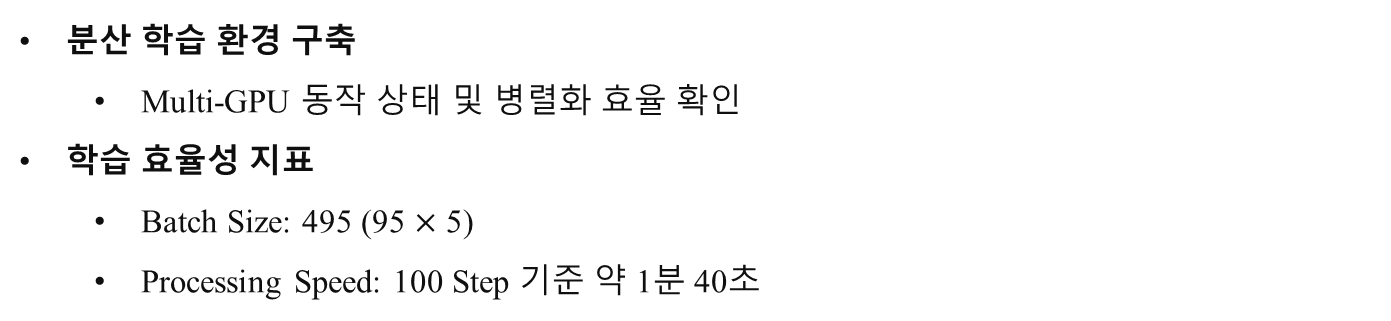 • 분산 학습 환경 구축
• Multi-GPU 동작 상태 및 병렬화 효율 확인
• 학습 효율성 지표
• Batch Size: 495 (95 × 5)
• Processing Speed: 100 Step 기준 약 1분 40초